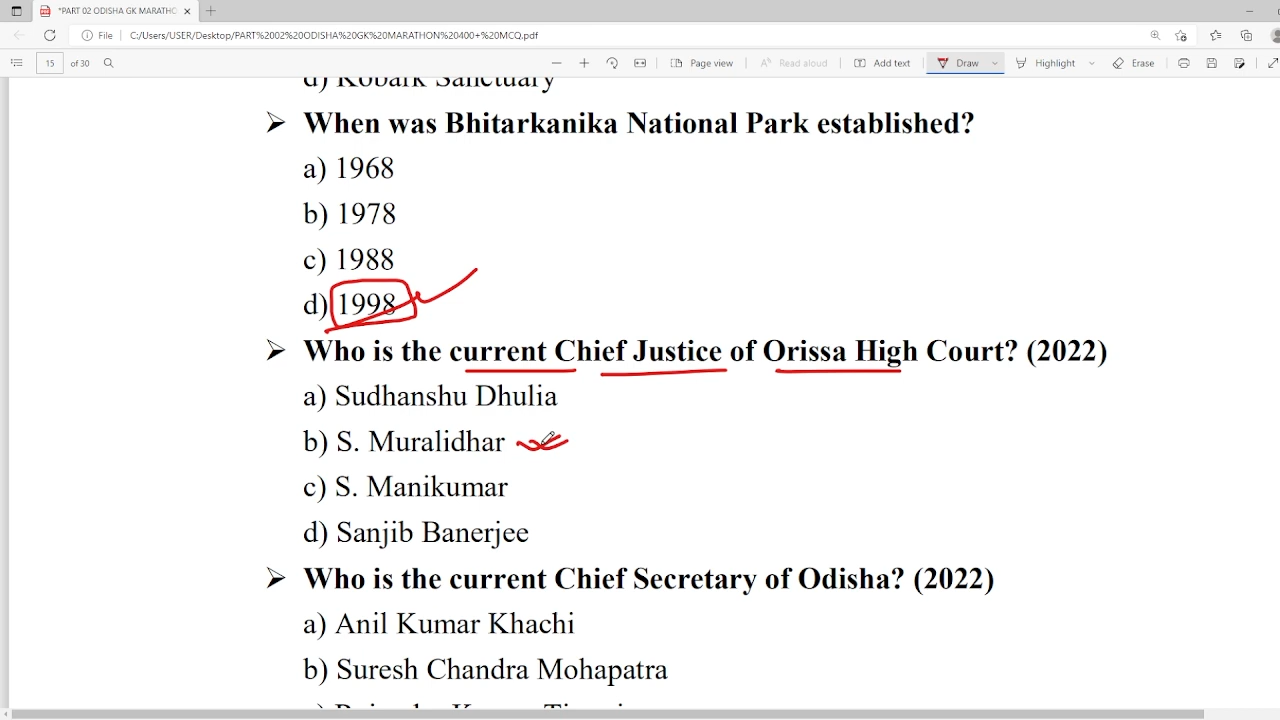 *PART 02 ODISHA GK MARATHO
File C:/Users/USER/Desktop/PART%2002%20ODISHA%20GK%20MARATHON%20400+%20MCQ.pdf
15 of 30 Page view Read aloud Add text Draw Highlight Erase
d) Kobark Sanctuary
➢ When was Bhitarkanika National Park established?
a) 1968
b) 1978
c) 1988
d) 1998
➢ Who is the current Chief Justice of Orissa High Court? (2022)
a) Sudhanshu Dhulia
b) S. Muralidhar
c) S. Manikumar
d) Sanjib Banerjee
➢ Who is the current Chief Secretary of Odisha? (2022)
a) Anil Kumar Khachi
b) Suresh Chandra Mohapatra